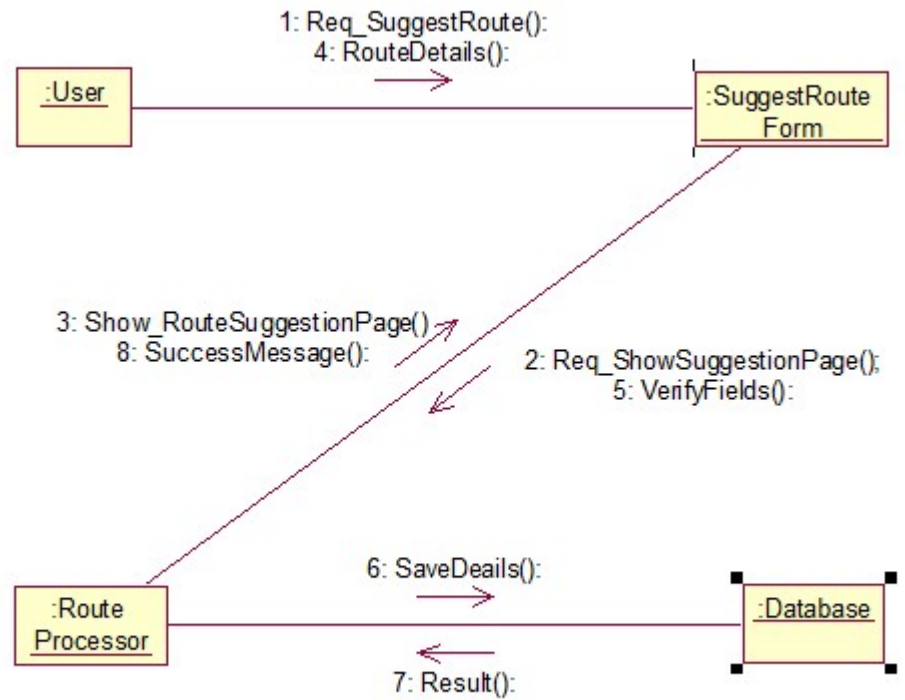 1: Req_SuggestRoute():
4: RouteDetails():
:User
:SuggestRoute
Form
3: Show_RouteSuggestionPage()
8: SuccessMessage():
2: Req_ShowSuggestionPage();
5: VerifyFields():
6: SaveDeails():
:Route
Processor
:Database
7: Result():